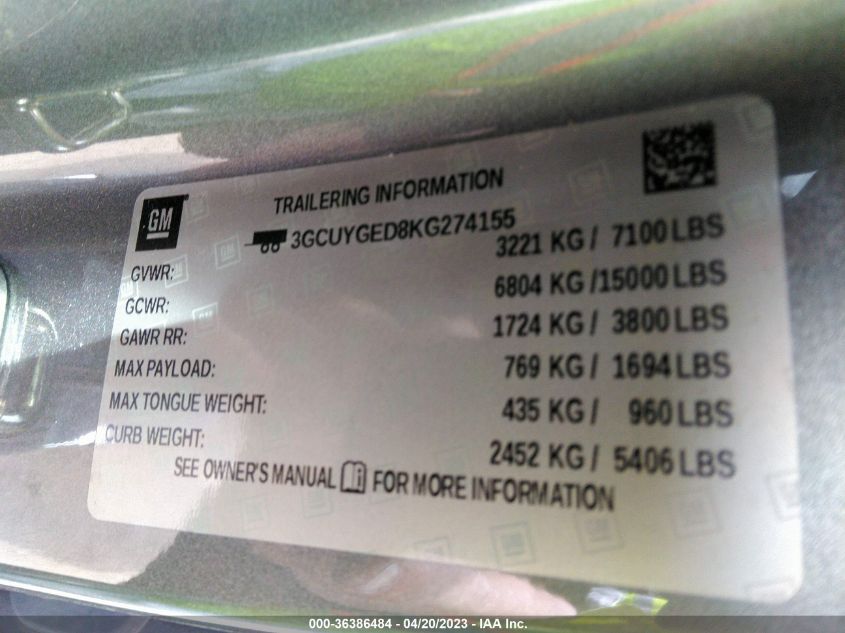 GM
TRAILERING INFORMATION
3GCUYGED8KG274155
GVWR: 3221 KG / 7100 LBS
GCWR: 6804 KG /15000 LBS
GAWR RR: 1724 KG / 3800 LBS
MAX PAYLOAD: 769 KG / 1694 LBS
MAX TONGUE WEIGHT: 435 KG / 960 LBS
CURB WEIGHT: 2452 KG / 5406 LBS
SEE OWNER'S MANUAL FOR MORE INFORMATION
000-36386484 - 04/20/2023 - IAA Inc.